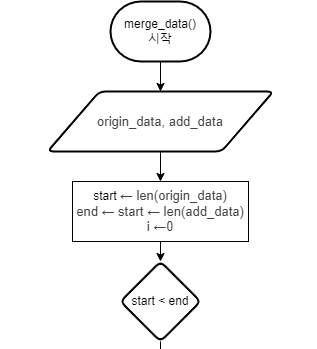 merge_data()
시작
origin_data, add_data
start ← len(origin_data)
end ← start ← len(add_data)
i ←0
start < end